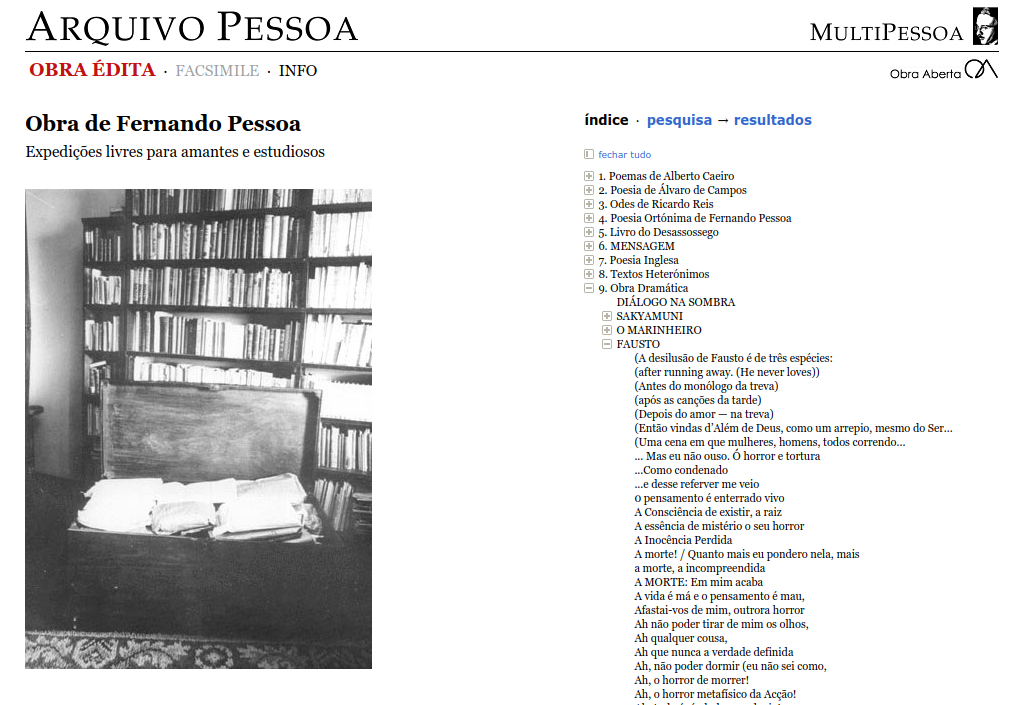 ARQUIVO PESSOA
MULTIPESSOA
OBRA ÉDITA · FACSIMILE · INFO
Obra Aberta OA
Obra de Fernando Pessoa
Expedições livres para amantes e estudiosos
índice · pesquisa → resultados
fechar tudo
1. Poemas de Alberto Caeiro
2. Poesia de Álvaro de Campos
3. Odes de Ricardo Reis
4. Poesia Ortónima de Fernando Pessoa
5. Livro do Desassossego
6. MENSAGEM
7. Poesia Inglesa
8. Textos Heterónimos
9. Obra Dramática
DIÁLOGO NA SOMBRA
SAKYAMUNI
O MARINHEIRO
FAUSTO
(A desilusão de Fausto é de três espécies:
(after running away. (He never loves))
(Antes do monólogo da treva)
(após as canções da tarde)
(Depois do amor — na treva)
(Então vindas d'Além de Deus, como um arrepio, mesmo do Ser...
(Uma cena em que mulheres, homens, todos correndo...
... Mas eu não ouso. Ó horror e tortura
...Como condenado
...e desse referver me veio
o pensamento é enterrado vivo
A Consciência de existir, a raiz
A essência de mistério o seu horror
A Inocência Perdida
A morte! / Quanto mais eu pondero nela, mais
a morte, a incompreendida
A MORTE: Em mim acaba
A vida é má e o pensamento é mau,
Afastai-vos de mim, outrora horror
Ah não poder tirar de mim os olhos,
Ah qualquer cousa,
Ah que nunca a verdade definida
Ah, não poder dormir (eu não sei como,
Ah, o horror de morrer!
Ah, o horror metafísico da Acção!